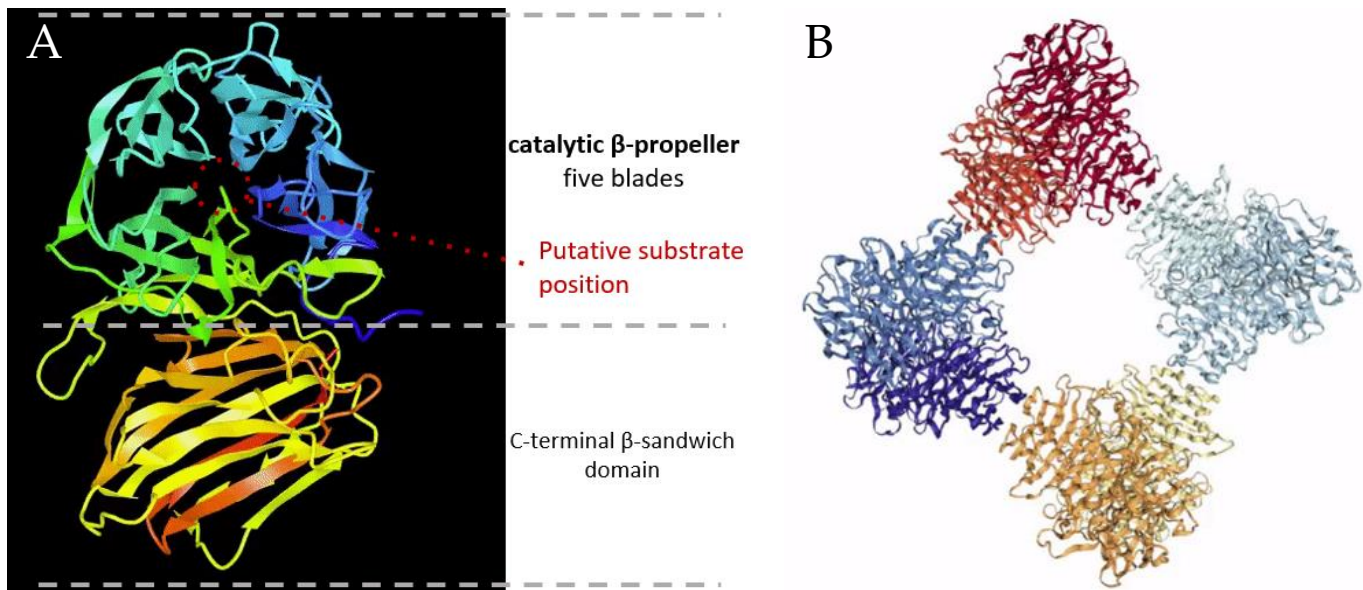 A
B
catalytic β-propeller
five blades
Putative substrate
position
C-terminal β-sandwich
domain